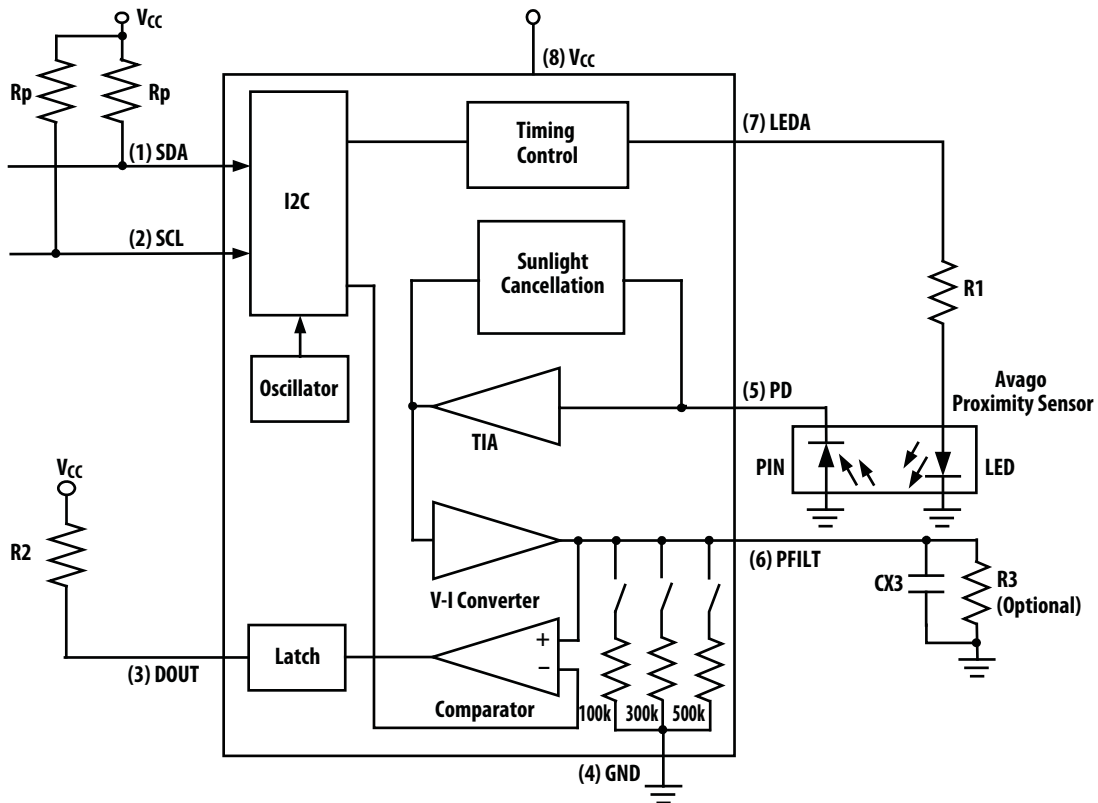 VCC
(8) VCC
Rp
Rp
(7) LEDA
Timing
Control
(1) SDA
I2C
(2) SCL
Sunlight
Cancellation
R1
Oscillator
(5) PD
Avago
Proximity Sensor
TIA
PIN
LED
VCC
R2
(6) PFILT
CX3
R3
(Optional)
V-I Converter
+
Latch
−
(3) DOUT
Comparator
100k
300k
500k
(4) GND